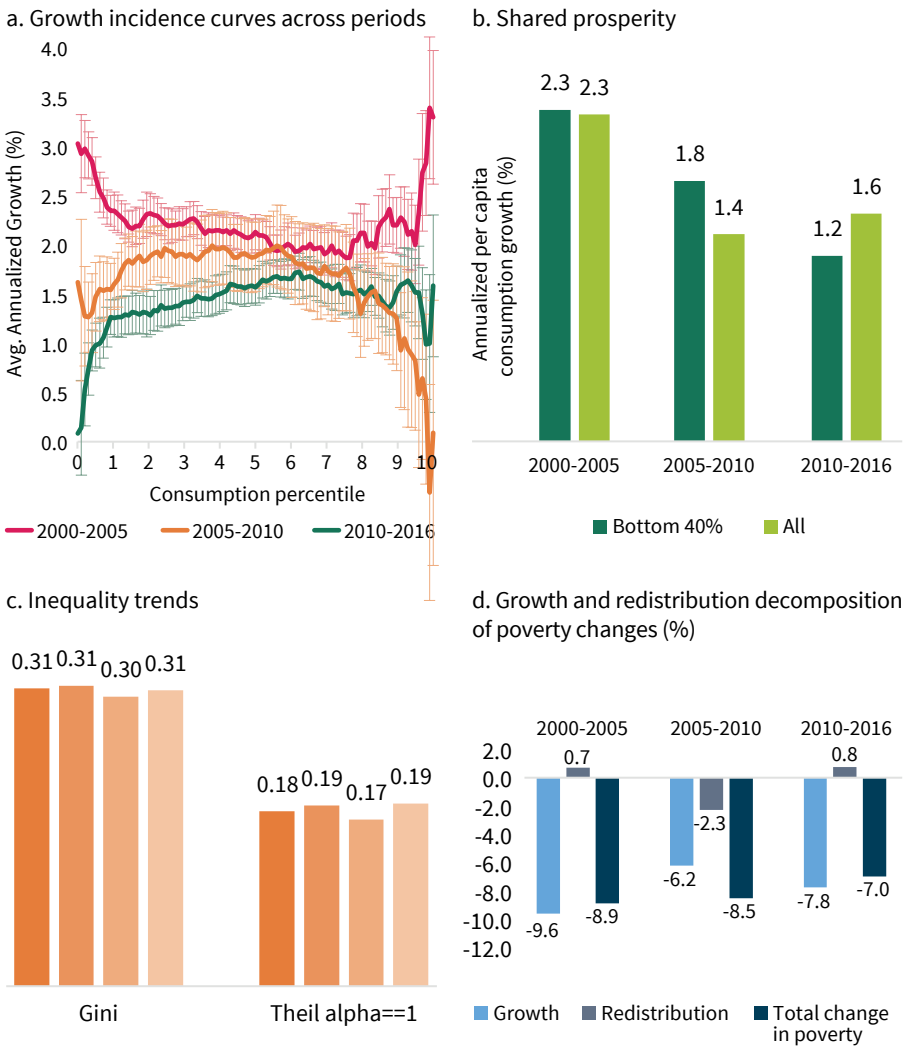 a. Growth incidence curves across periods
Avg. Annualized Growth (%)
4.0
3.5
3.0
2.5
2.0
1.5
1.0
0.5
0.0
0 1 2 3 4 5 6 7 8 9 10
Consumption percentile
2000-2005 2005-2010 2010-2016
b. Shared prosperity
Annualized per capita
consumption growth (%)
2.3 2.3
1.8
1.4
1.2
1.6
2000-2005 2005-2010 2010-2016
Bottom 40% All
c. Inequality trends
0.31 0.31 0.30 0.31
0.18 0.19 0.17 0.19
Gini Theil alpha==1
d. Growth and redistribution decomposition
of poverty changes (%)
2000-2005 2005-2010 2010-2016
2.0
0.0
-2.0
-4.0
-6.0
-8.0
-10.0
-12.0
0.7
-9.6
-8.9
-6.2
-2.3
-8.5
0.8
-7.8
-7.0
Growth Redistribution Total change
in poverty